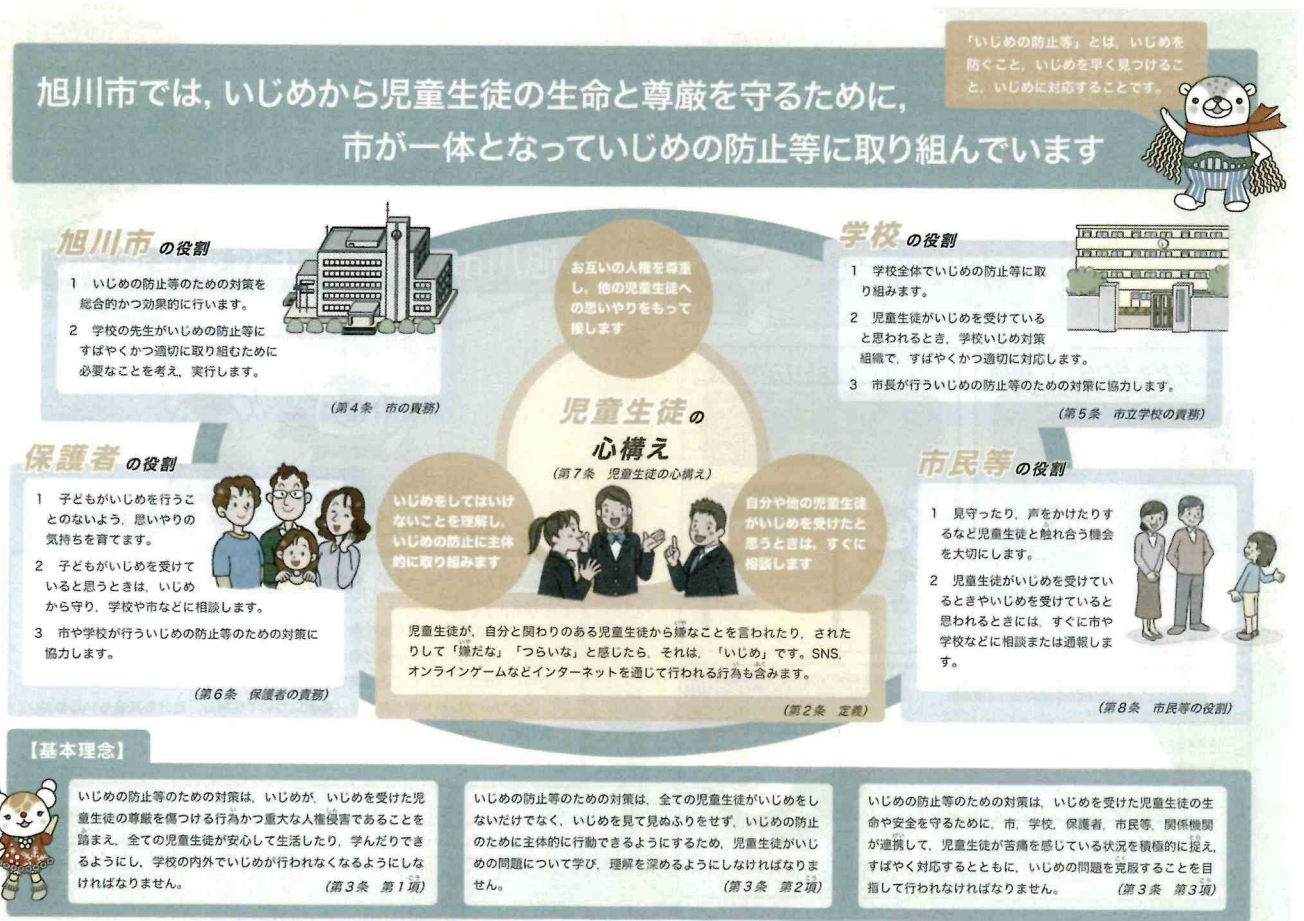 「いじめの防止等」とは，いじめを
防ぐこと，いじめを早く見つけるこ
と，いじめに対応することです。
旭川市では，いじめから児童生徒の生命と尊厳を守るために，
市が一体となっていじめの防止等に取り組んでいます
旭川市の役割
1 いじめの防止等のための対策を
総合的かつ効果的に行います。
2 学校の先生がいじめの防止等に
すばやくかつ適切に取り組むために
必要なことを考え，実行します。
(第4条 市の責務)
お互いの人権を尊重
し，他の児童生徒へ
の思いやりをもって
接します
学校の役割
1 学校全体でいじめの防止等に取
り組みます。
2 児童生徒がいじめを受けている
と思われるとき，学校いじめ対策
組織で，すばやくかつ適切に対応します。
3 市長が行ういじめの防止等のための対策に協力します。
(第5条 市立学校の責務)
児童生徒の
心構え
(第7条 児童生徒の心構え)
保護者の役割
1 子どもがいじめを行うこ
とのないよう，思いやりの
気持ちを育てます。
2 子どもがいじめを受けて
いると思うときは，いじめ
から守り，学校や市などに相談します。
3 市や学校が行ういじめの防止等のための対策に
協力します。
(第6条 保護者の責務)
いじめをしてはいけ
ないことを理解し，
いじめの防止に主体
的に取り組みます
自分や他の児童生徒
がいじめを受けたと
思うときは，すぐに
相談します
市民等の役割
1 見守ったり，声をかけたりす
るなど児童生徒と触れ合う機会
を大切にします。
2 児童生徒がいじめを受けてい
るときやいじめを受けていると
思われるときには，すぐに市や
学校などに相談または通報しま
す。
(第8条 市民等の役割)
児童生徒が，自分と関わりのある児童生徒から嫌なことを言われたり，された
りして「嫌だな」「つらいな」と感じたら，それは，「いじめ」です。SNS，
オンラインゲームなどインターネットを通じて行われる行為も含みます。
(第2条 定義)
【基本理念】
いじめの防止等のための対策は，いじめが，いじめを受けた児
童生徒の尊厳を傷つける行為かつ重大な人権侵害であることを
踏まえ，全ての児童生徒が安心して生活したり，学んだりでき
るようにし，学校の内外でいじめが行われなくなるようにしな
ければなりません。 (第3条 第1項)
いじめの防止等のための対策は，全ての児童生徒がいじめをし
ないだけでなく，いじめを見て見ぬふりをせず，いじめの防止
のために主体的に行動できるようにするため，児童生徒がいじ
めの問題について学び，理解を深めるようにしなければなりま
せん。 (第3条 第2項)
いじめの防止等のための対策は，いじめを受けた児童生徒の生
命や安全を守るために，市，学校，保護者，市民等，関係機関
が連携して，児童生徒が苦痛を感じている状況を積極的に捉え，
すばやく対応するとともに，いじめの問題を克服することを目
指して行われなければなりません。 (第3条 第3項)